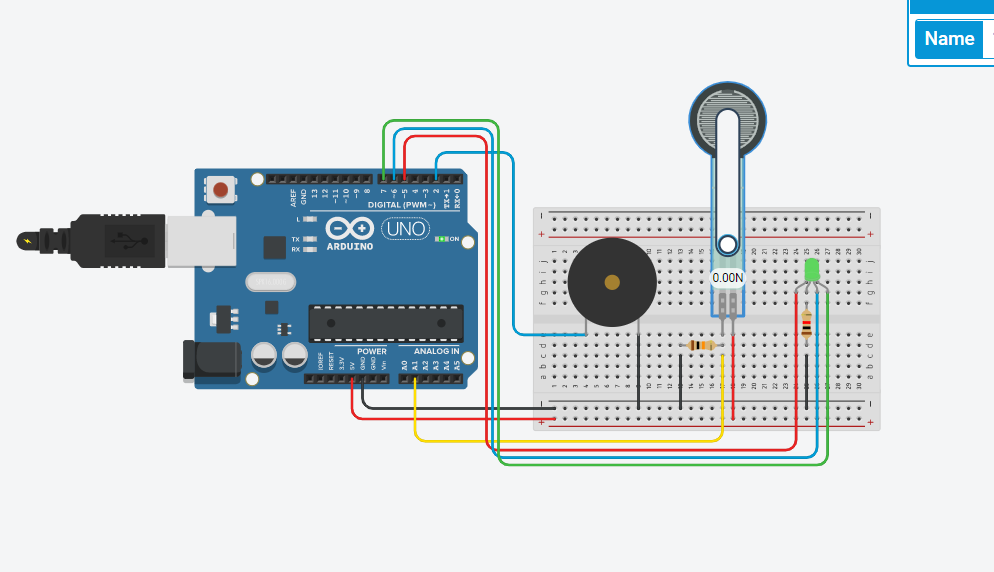 Name
AREF
GND
13
12
~11
~10
~9
8
7
~6
~5
4
~3
2
TX→1
RX←0
DIGITAL (PWM~)
L
TX
RX
ARDUINO
UNO
ON
POWER
ANALOG IN
IOREF
RESET
3.3V
5V
GND
GND
Vin
A0
A1
A2
A3
A4
A5
0.00N